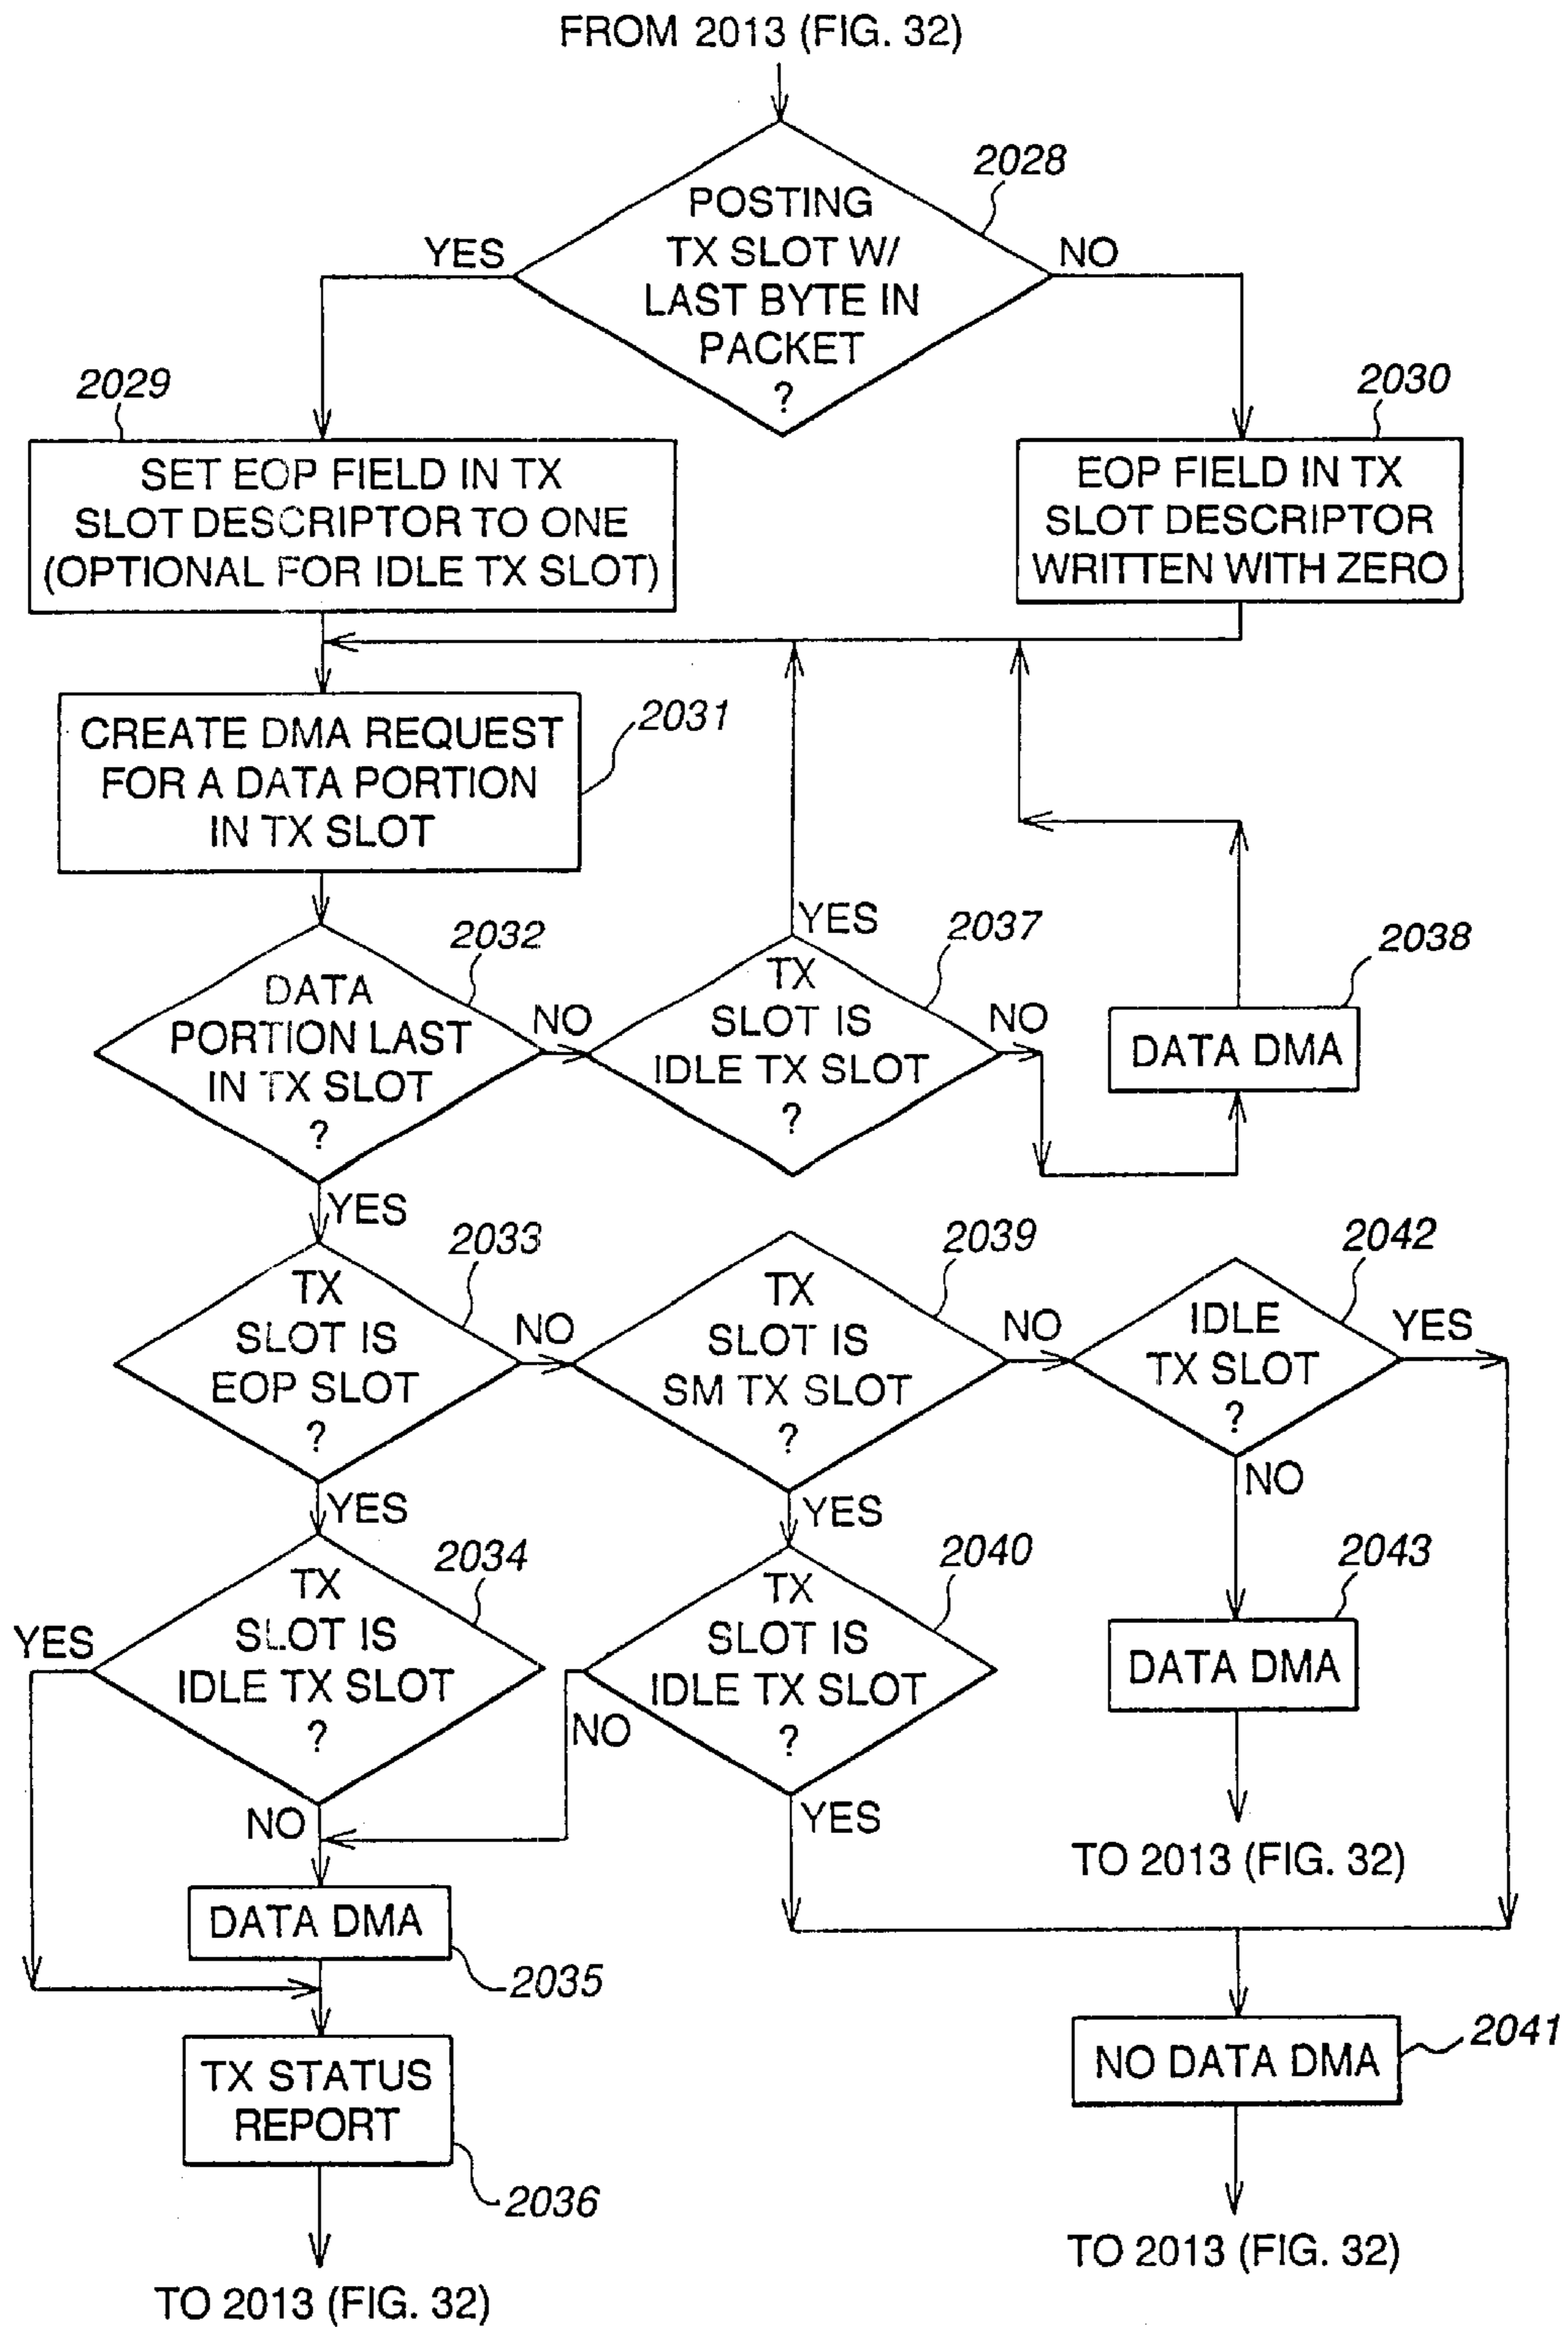 FROM 2013 (FIG. 32)
2028
POSTING
TX SLOT W/
LAST BYTE IN
PACKET
?
YES
NO
2029
SET EOP FIELD IN TX
SLOT DESCRIPTOR TO ONE
(OPTIONAL FOR IDLE TX SLOT)
2030
EOP FIELD IN TX
SLOT DESCRIPTOR
WRITTEN WITH ZERO
CREATE DMA REQUEST
FOR A DATA PORTION
IN TX SLOT
2031
2032
DATA
PORTION LAST
IN TX SLOT
?
NO
YES
2037
TX
SLOT IS
IDLE TX SLOT
?
YES
NO
2038
DATA DMA
2033
TX
SLOT IS
EOP SLOT
?
NO
YES
2039
TX
SLOT IS
SM TX SLOT
?
NO
YES
2042
IDLE
TX SLOT
?
YES
NO
2034
TX
SLOT IS
IDLE TX SLOT
?
YES
NO
2040
TX
SLOT IS
IDLE TX SLOT
?
NO
YES
2043
DATA DMA
TO 2013 (FIG. 32)
DATA DMA
2035
TX STATUS
REPORT
2036
TO 2013 (FIG. 32)
NO DATA DMA
2041
TO 2013 (FIG. 32)